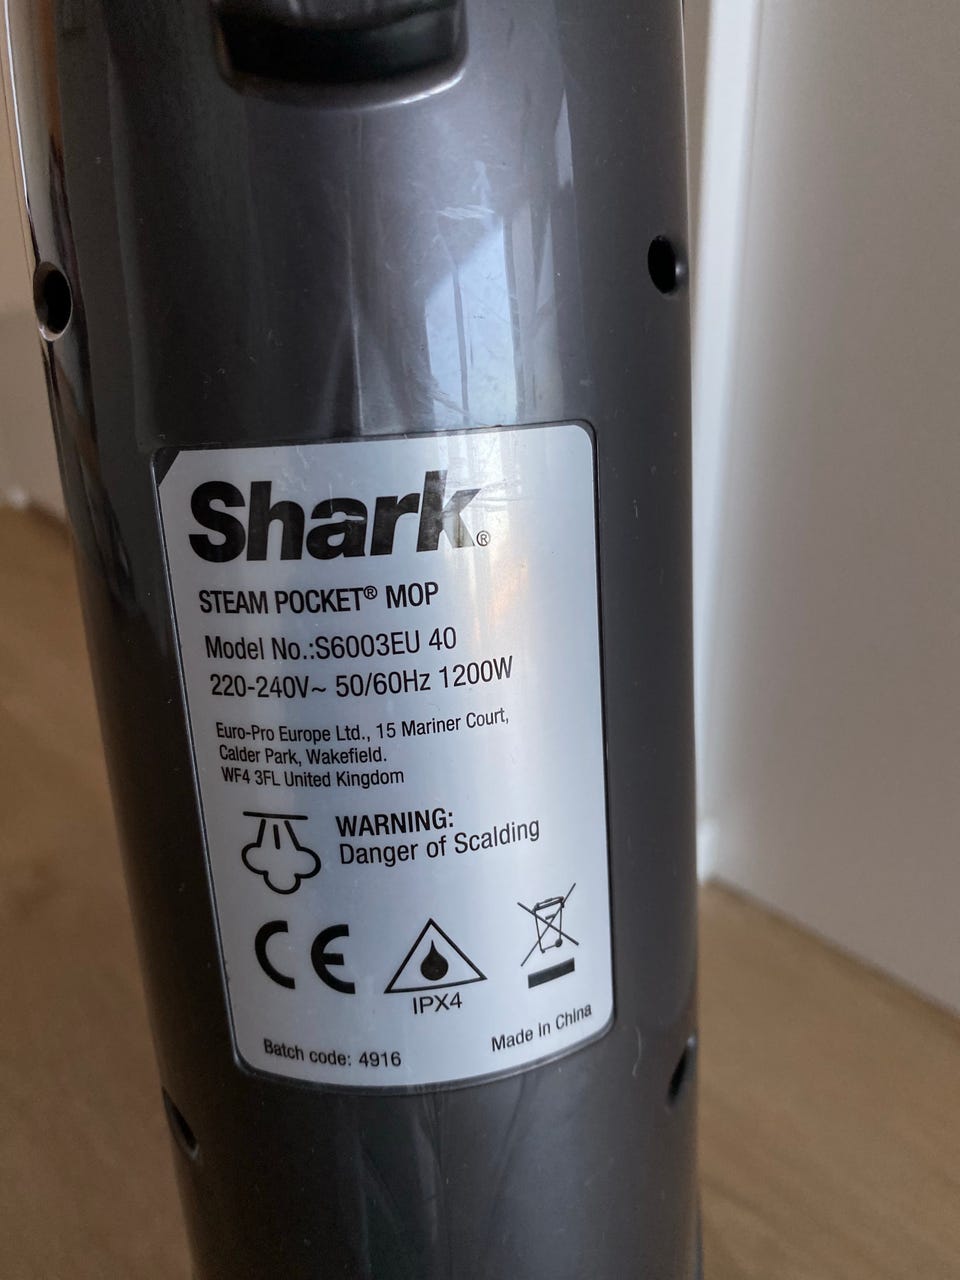 Shark®
STEAM POCKET® MOP
Model No.:S6003EU 40
220-240V~ 50/60Hz 1200W
Euro-Pro Europe Ltd., 15 Mariner Court,
Calder Park, Wakefield.
WF4 3FL United Kingdom
WARNING:
Danger of Scalding
CE
IPX4
Batch code: 4916
Made in China